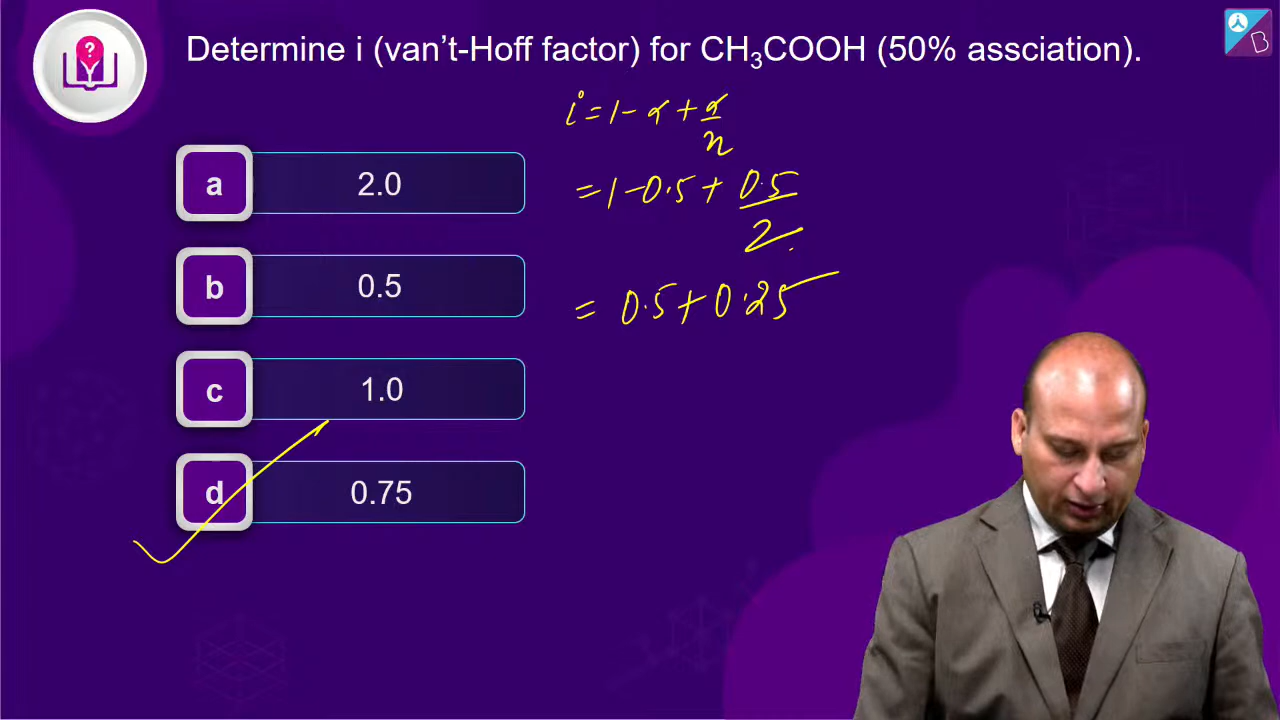 Determine i (van’t-Hoff factor) for CH₃COOH (50% assciation).
i = 1 - α + α/n
a 2.0
= 1 - 0.5 + 0.5/2
b 0.5
= 0.5 + 0.25
c 1.0
d 0.75
B